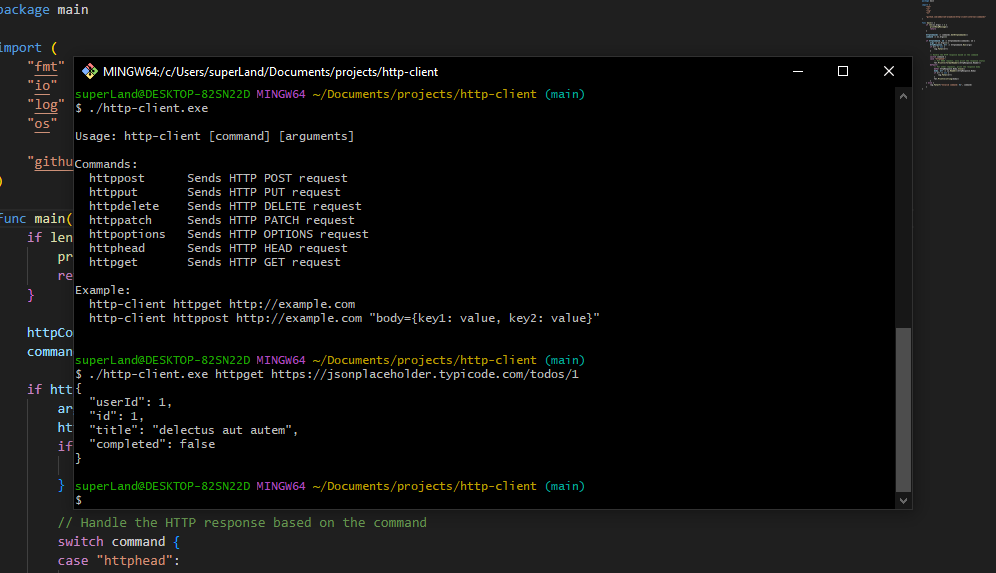 package main
import (
"fmt"
"io"
"log"
"os"
"githu
)
func main(
if len
pr
re
}
httpCo
comman
if htt
ar
ht
if
}
// Handle the HTTP response based on the command
switch command {
case "httphead":
MINGW64:/c/Users/superLand/Documents/projects/http-client
superLand@DESKTOP-82SN22D MINGW64 ~/Documents/projects/http-client (main)
$ ./http-client.exe
Usage: http-client [command] [arguments]
Commands:
httppost Sends HTTP POST request
httpput Sends HTTP PUT request
httpdelete Sends HTTP DELETE request
httppatch Sends HTTP PATCH request
httpoptions Sends HTTP OPTIONS request
httphead Sends HTTP HEAD request
httpget Sends HTTP GET request
Example:
http-client httpget http://example.com
http-client httppost http://example.com "body={key1: value, key2: value}"
superLand@DESKTOP-82SN22D MINGW64 ~/Documents/projects/http-client (main)
$ ./http-client.exe httpget https://jsonplaceholder.typicode.com/todos/1
{
"userId": 1,
"id": 1,
"title": "delectus aut autem",
"completed": false
}
superLand@DESKTOP-82SN22D MINGW64 ~/Documents/projects/http-client (main)
$